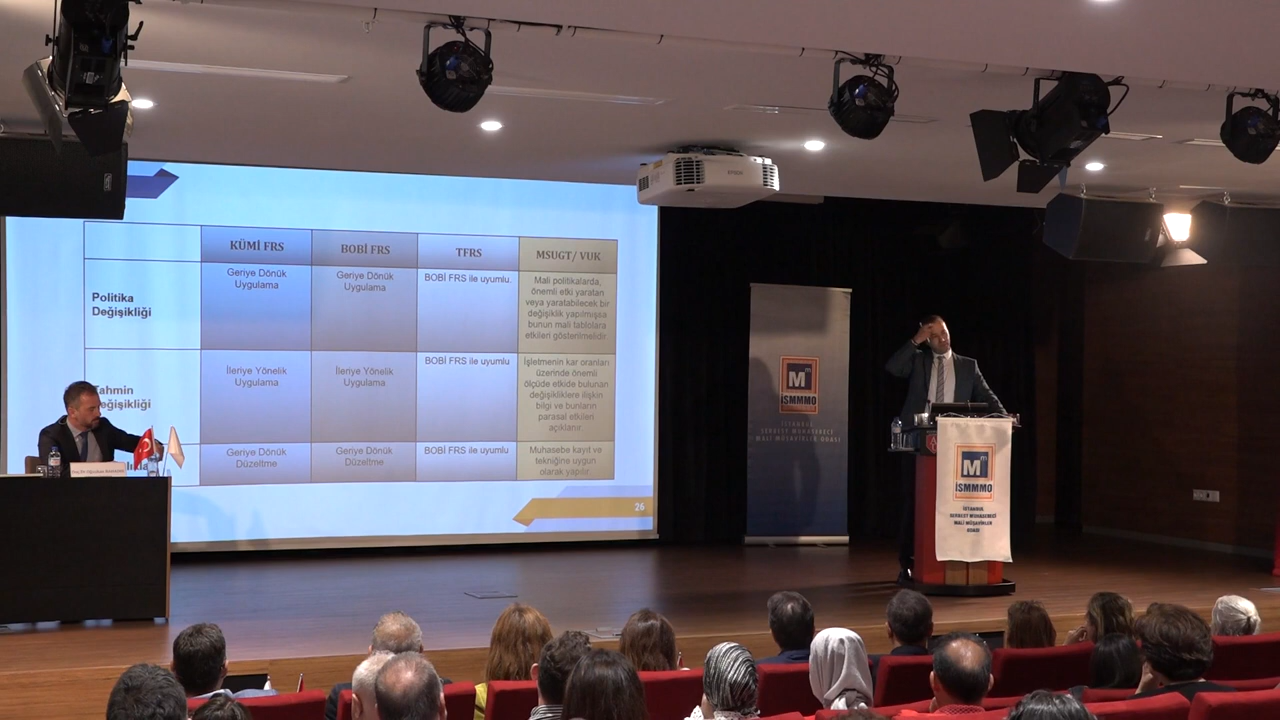 EPSON
KÜMİ FRS
BOBİ FRS
TFRS
MSUGT/ VUK
Politika
Değişikliği
Geriye Dönük
Uygulama
Geriye Dönük
Uygulama
BOBİ FRS ile uyumlu.
Mali politikalarda,
önemli etki yaratan
veya yaratabilecek bir
değişiklik yapılmışsa
bunun mali tablolara
etkileri gösterilmelidir.
Tahmin
Değişikliği
İleriye Yönelik
Uygulama
İleriye Yönelik
Uygulama
BOBİ FRS ile uyumlu
İşletmenin kar oranları
üzerinde önemli
ölçüde etkide bulunan
değişikliklere ilişkin
bilgi ve bunların
parasal etkileri
açıklanır.
Geriye Dönük
Düzeltme
Geriye Dönük
Düzeltme
BOBİ FRS ile uyumlu
Muhasebe kayıt ve
tekniğine uygun
olarak yapılır.
26
Mm
İSMMMO
İSTANBUL
SERBEST MUHASEBECİ
MALİ MÜŞAVİRLER ODASI
Mm
İSMMMO
İSTANBUL
SERBEST MUHASEBECİ
MALİ MÜŞAVİRLER
ODASI